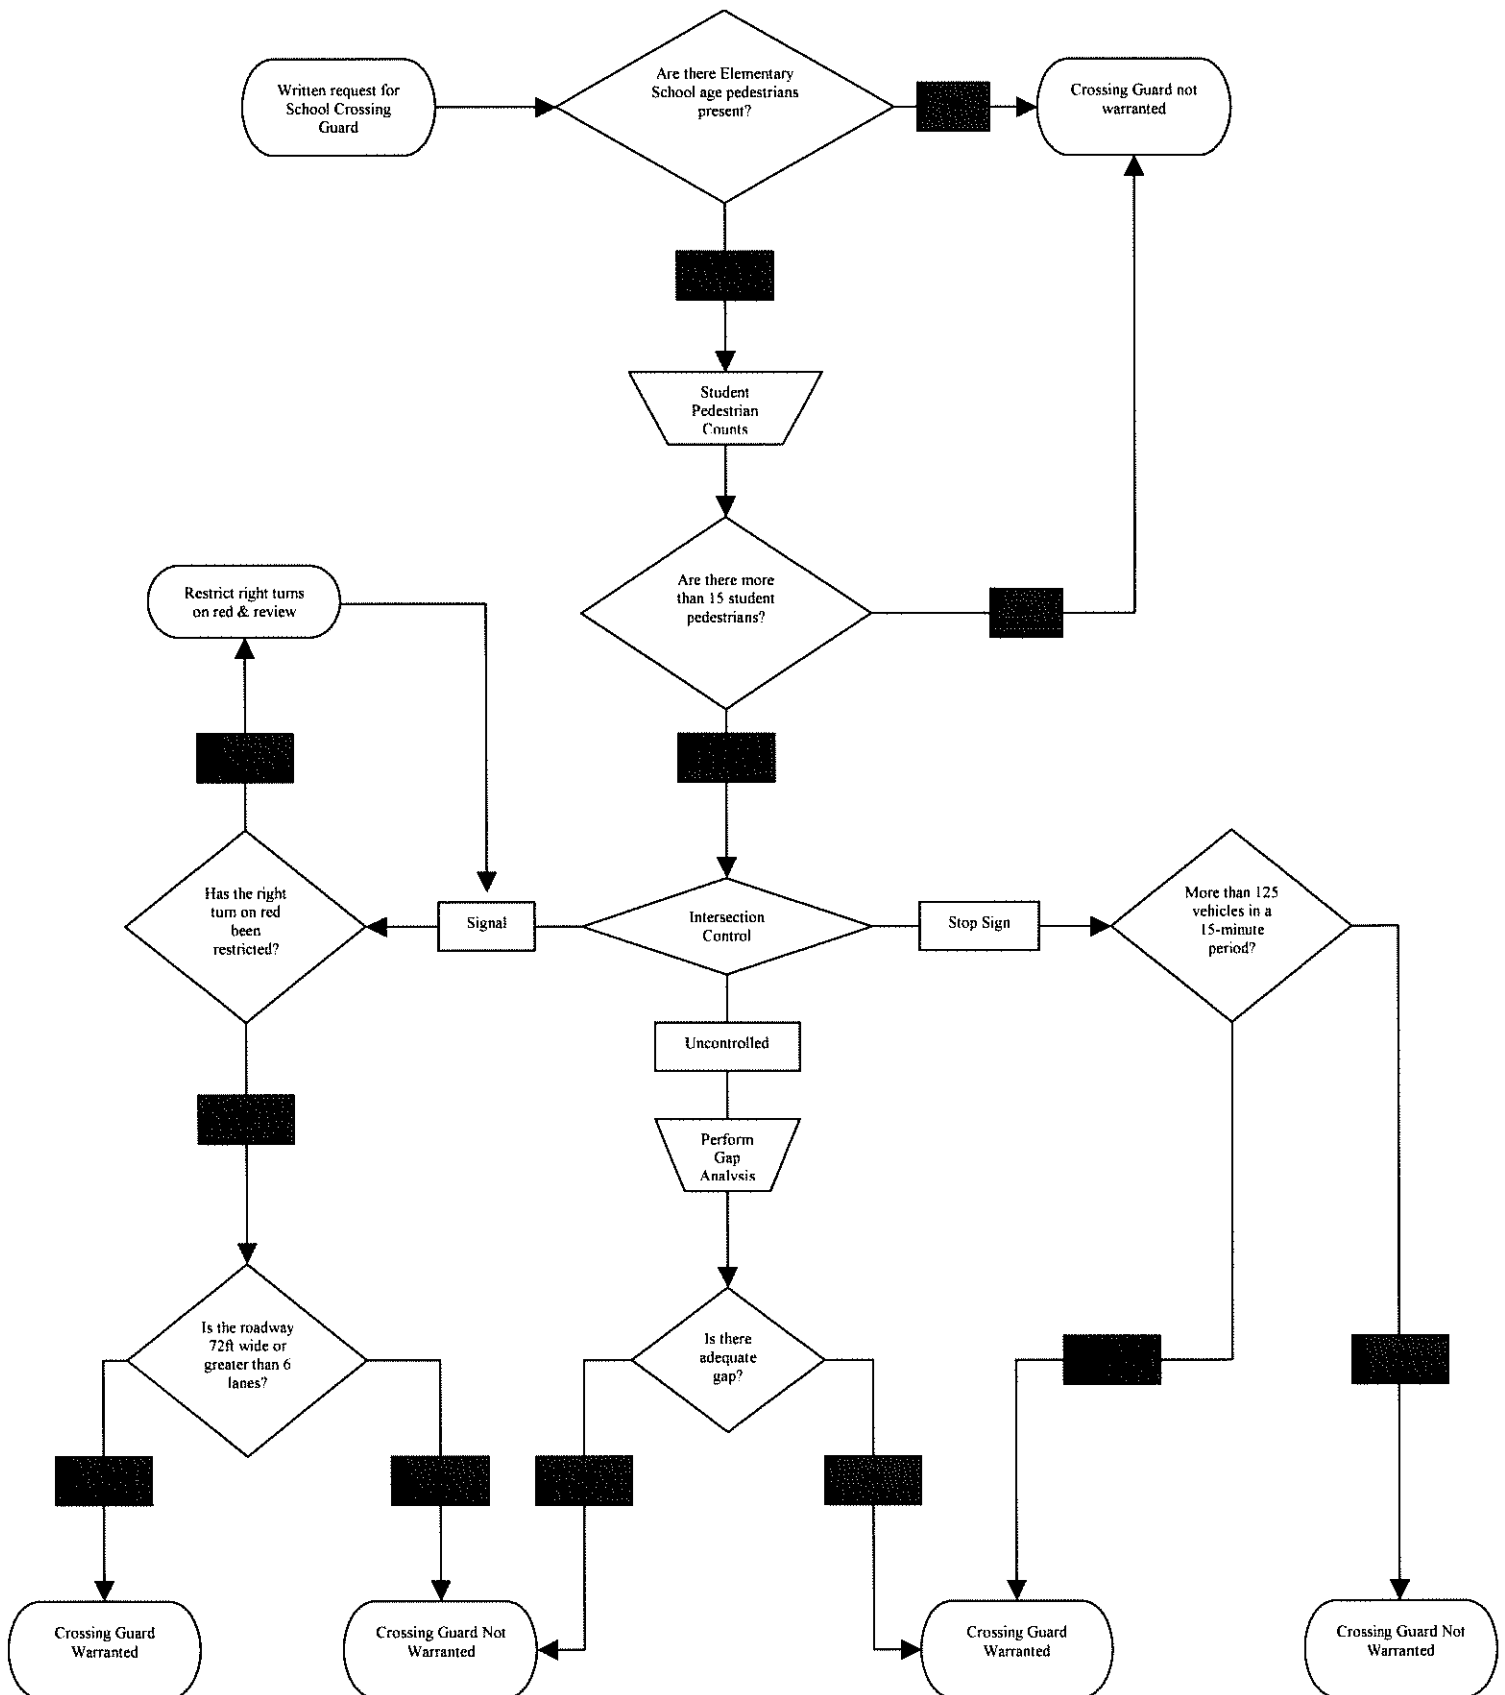 Written request for
School Crossing
Guard
Are there Elementary
School age pedestrians
present?
Crossing Guard not
warranted
Student
Pedestrian
Counts
Are there more
than 15 student
pedestrians?
Restrict right turns
on red & review
Has the right
turn on red
been
restricted?
Signal
Intersection
Control
Stop Sign
More than 125
vehicles in a
15-minute
period?
Uncontrolled
Perform
Gap
Analysis
Is the roadway
72ft wide or
greater than 6
lanes?
Is there
adequate
gap?
Crossing Guard
Warranted
Crossing Guard Not
Warranted
Crossing Guard
Warranted
Crossing Guard Not
Warranted